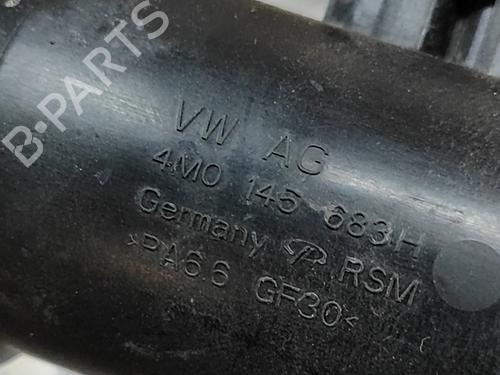 B-PARTS
VW AG
4M0 145 683H
Germany RSM
>PA6.6 GF30<